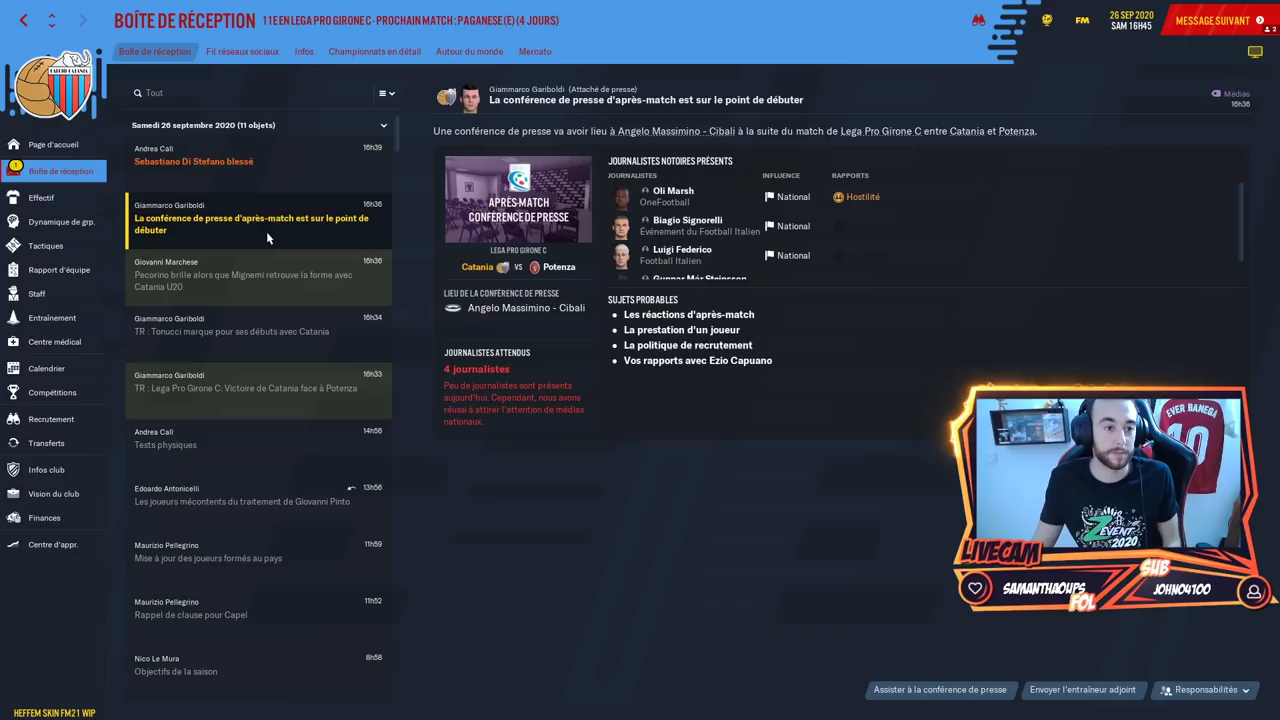 BOÎTE DE RÉCEPTION
11E EN LEGA PRO GIRONE C - PROCHAIN MATCH : PAGANESE (E) (4 JOURS)
FM
26 SEP 2020
SAM 16H45
MESSAGE SUIVANT
2
Boîte de réception
Fil réseaux sociaux
Infos
Championnats en détail
Autour du monde
Mercato
Page d'accueil
1
Boîte de réception
Effectif
Dynamique de grp.
Tactiques
Rapport d'équipe
Staff
Entraînement
Centre médical
Calendrier
Compétitions
Recrutement
Transferts
Infos club
Vision du club
Finances
Centre d'appr.
HEFFEM SKIN FM21 WIP
Tout
Samedi 26 septembre 2020 (11 objets)
Andrea Calì 16h39
Sebastiano Di Stefano blessé
Giammarco Gariboldi 16h36
La conférence de presse d'après-match est sur le point de
débuter
Giovanni Marchese 16h36
Pecorino brille alors que Mignemi retrouve la forme avec
Catania U20
Giammarco Gariboldi 16h34
TR : Tonucci marque pour ses débuts avec Catania
Giammarco Gariboldi 16h33
TR : Lega Pro Girone C: Victoire de Catania face à Potenza
Andrea Calì 14h56
Tests physiques
Edoardo Antonicelli 13h56
Les joueurs mécontents du traitement de Giovanni Pinto
Maurizio Pellegrino 11h59
Mise à jour des joueurs formés au pays
Maurizio Pellegrino 11h52
Rappel de clause pour Capel
Nico Le Mura 8h58
Objectifs de la saison
Giammarco Gariboldi (Attaché de presse)
La conférence de presse d'après-match est sur le point de débuter
Médias
16h36
Une conférence de presse va avoir lieu à Angelo Massimino - Cibali à la suite du match de Lega Pro Girone C entre Catania et Potenza.
APRÈS-MATCH
CONFÉRENCE DE PRESSE
LEGA PRO GIRONE C
Catania VS Potenza
LIEU DE LA CONFÉRENCE DE PRESSE
Angelo Massimino - Cibali
JOURNALISTES ATTENDUS
4 journalistes
Peu de journalistes sont présents
aujourd'hui. Cependant, nous avons
réussi à attirer l'attention de médias
nationaux.
JOURNALISTES NOTOIRES PRÉSENTS
JOURNALISTES INFLUENCE RAPPORTS
Oli Marsh
OneFootball
National
Hostilité
Biagio Signorelli
Événement du Football Italien
National
Luigi Federico
Football Italien
National
Gunnar Már Steinsson
SUJETS PROBABLES
Les réactions d'après-match
La prestation d'un joueur
La politique de recrutement
Vos rapports avec Ezio Capuano
EVER BANEGA
10
Z
EVENT
2020
LIVECAM
SUB
SAMANTHAOUPS
JOHN04100
FOL
Assister à la conférence de presse
Envoyer l'entraîneur adjoint
Responsabilités